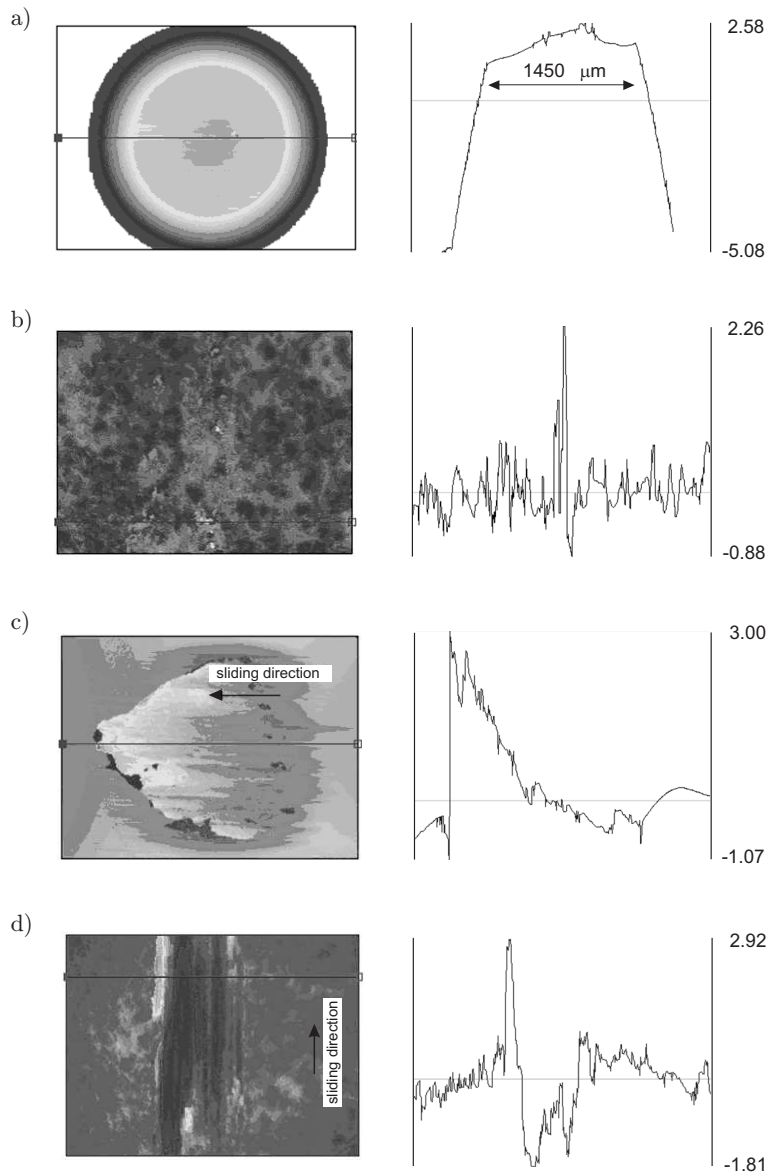 a)
2.58
1450 μm
-5.08
b)
2.26
-0.88
c)
sliding direction
3.00
-1.07
d)
sliding direction
2.92
-1.81